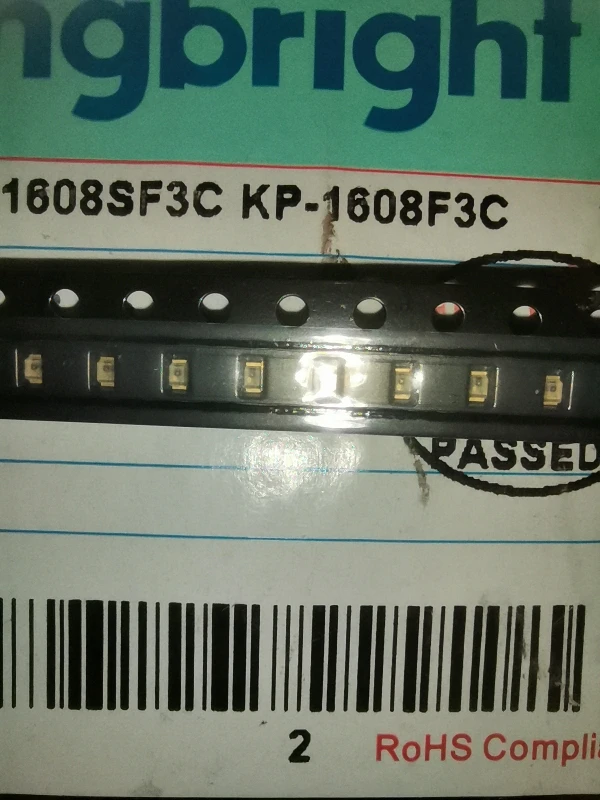 ngbright
1608SF3C KP-1608F3C
PASSED
2
RoHS Complia